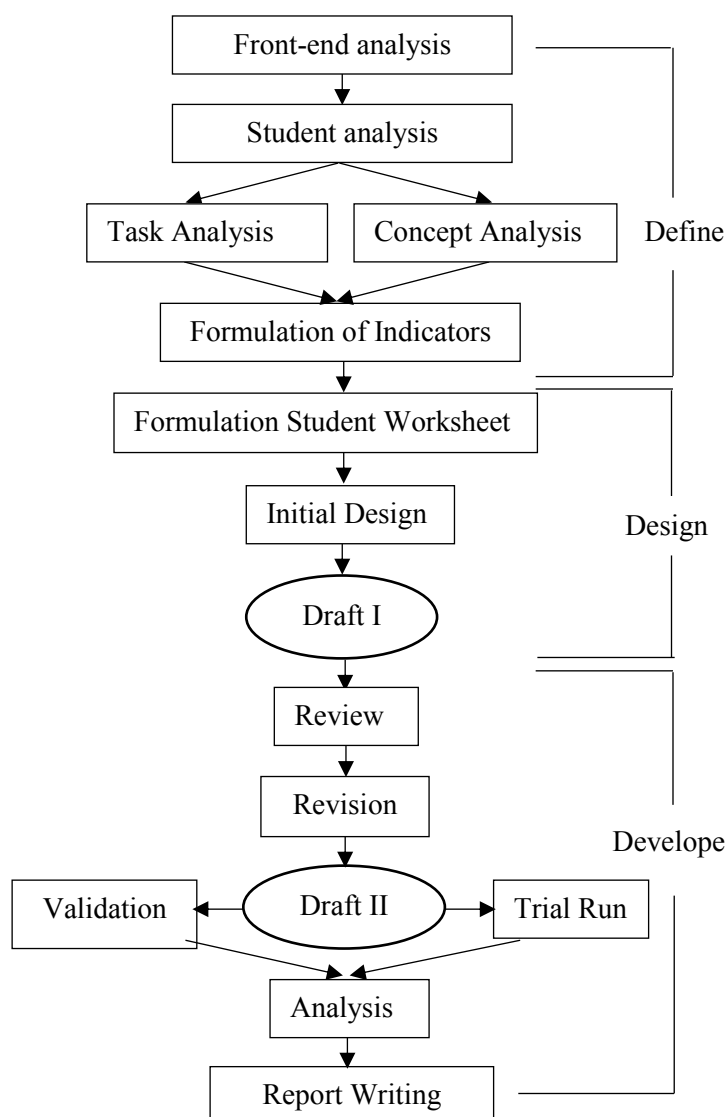 Front-end analysis
Student analysis
Task Analysis
Concept Analysis
Define
Formulation of Indicators
Formulation Student Worksheet
Initial Design
Design
Draft I
Review
Revision
Develope
Validation
Draft II
Trial Run
Analysis
Report Writing